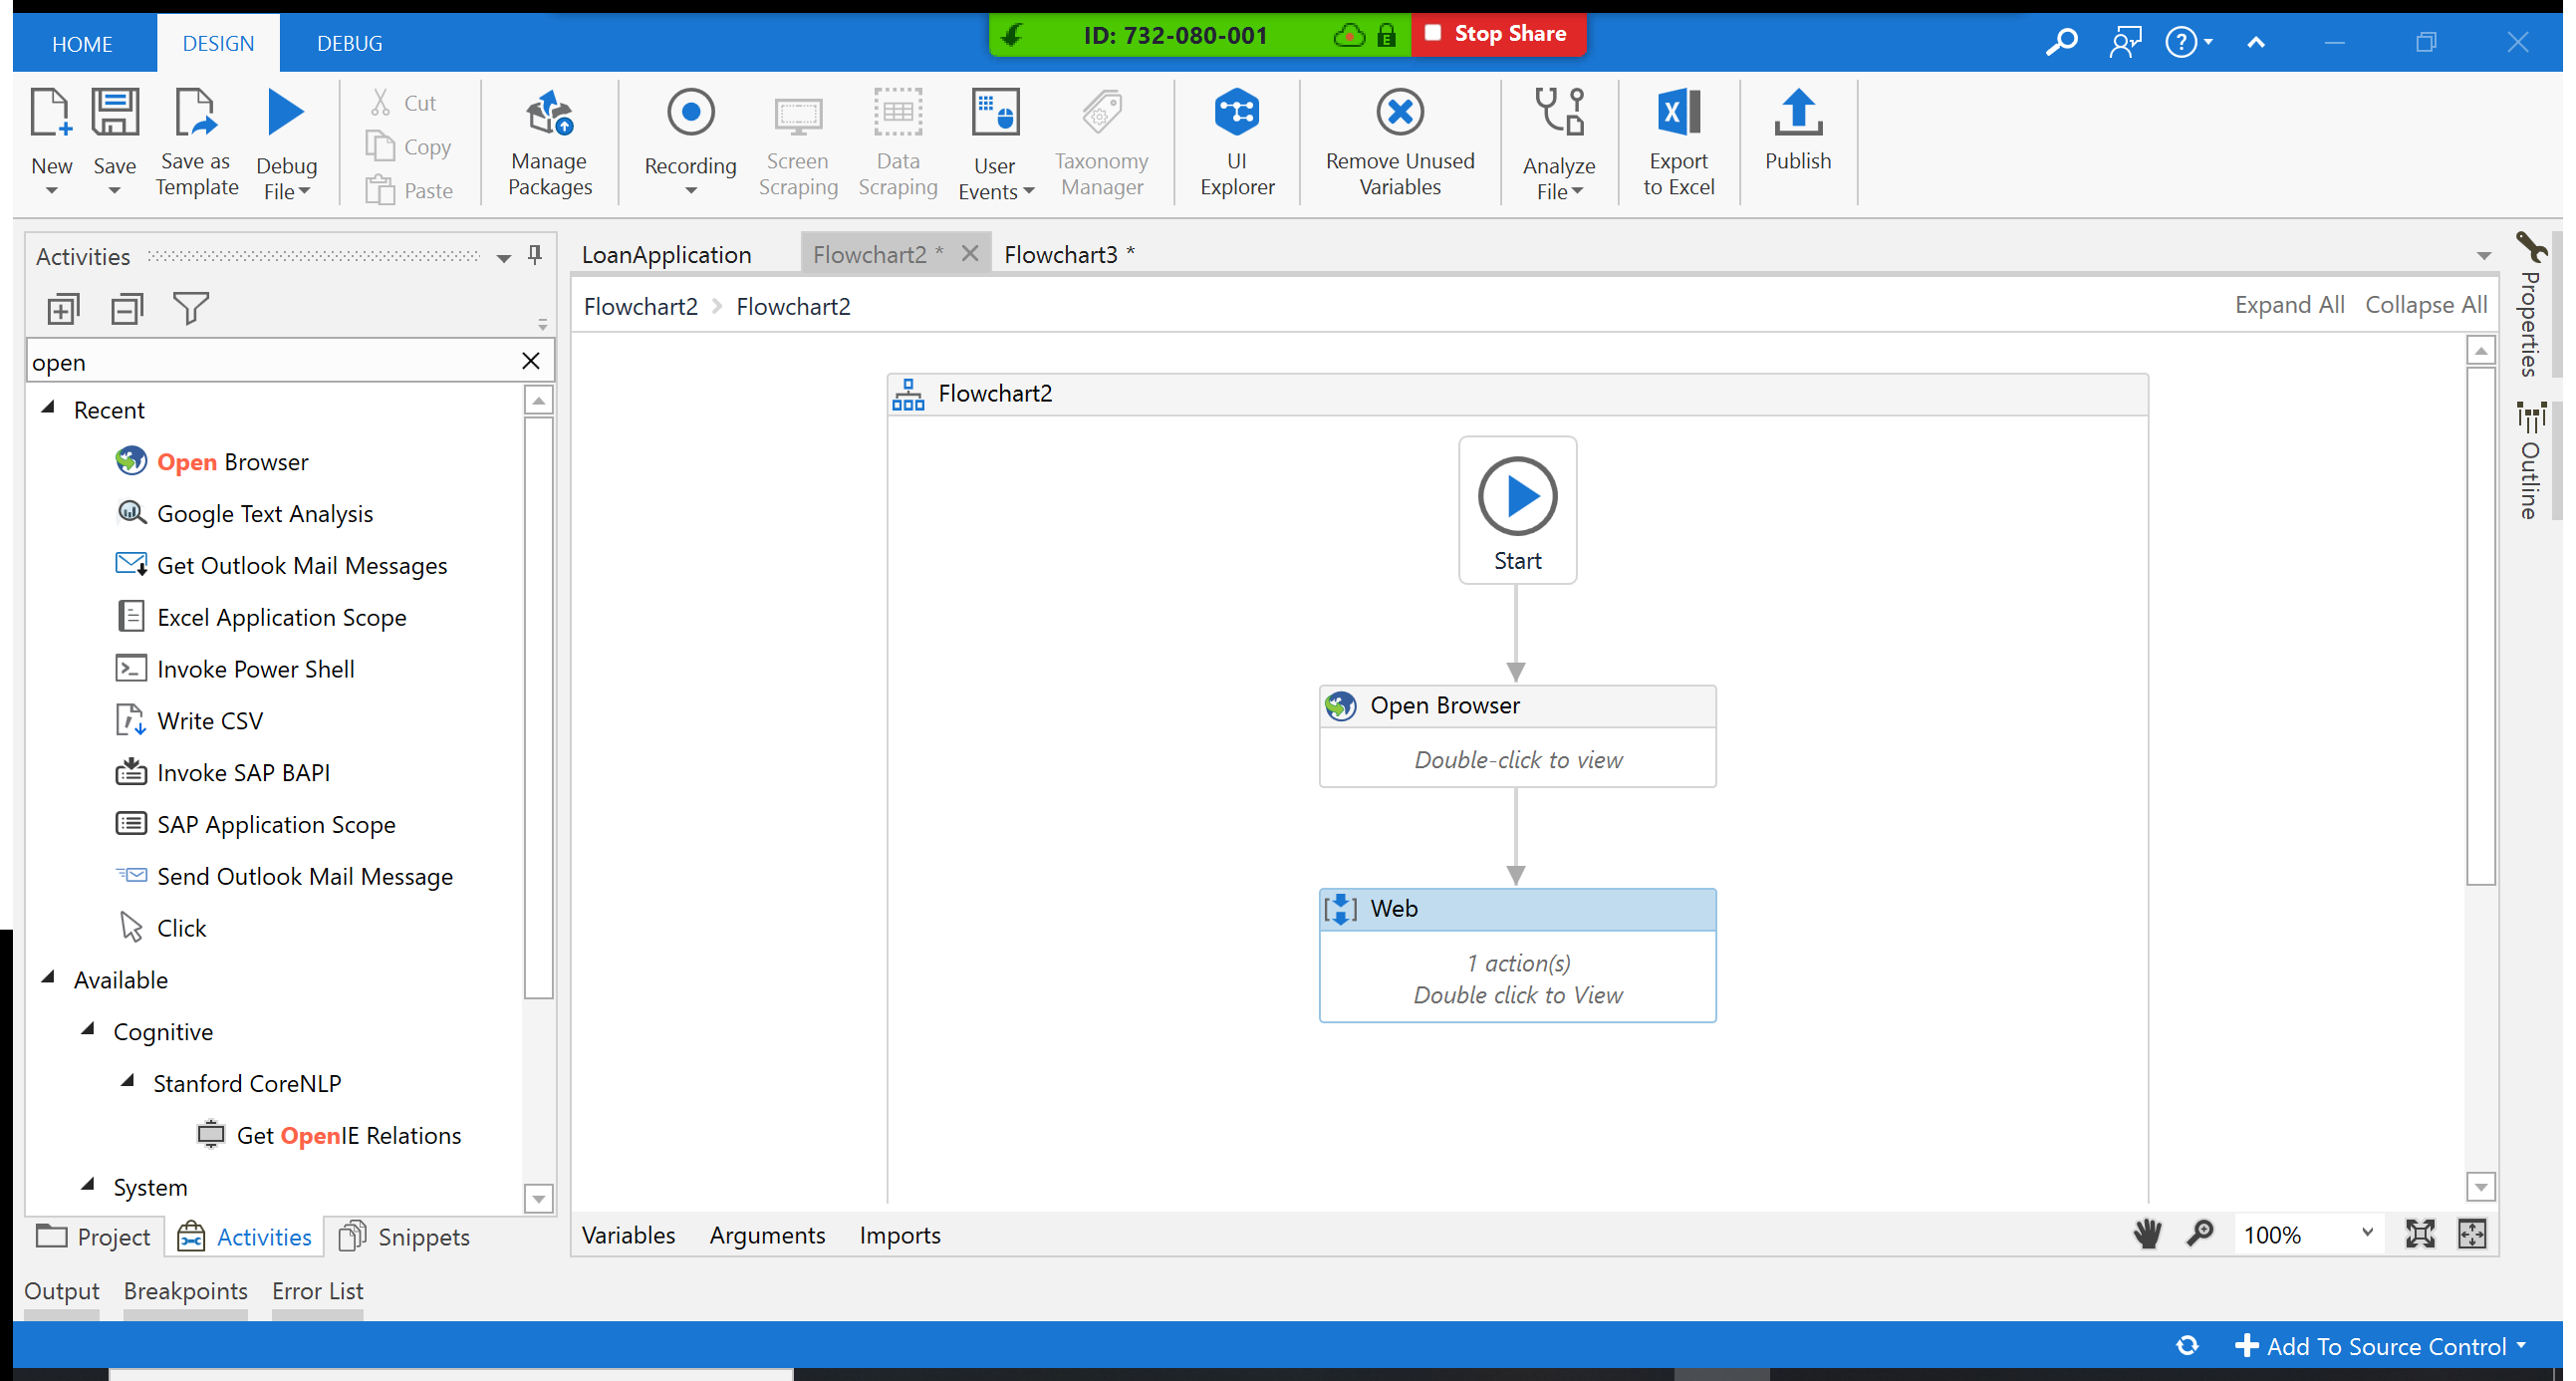 HOME DESIGN DEBUG
ID: 732-080-001
Stop Share
New
Save
Save as
Template
Debug
File
Cut
Copy
Paste
Manage
Packages
Recording
Screen
Scraping
Data
Scraping
User
Events
Taxonomy
Manager
UI
Explorer
Remove Unused
Variables
Analyze
File
Export
to Excel
Publish
Activities
open
Recent
Open Browser
Google Text Analysis
Get Outlook Mail Messages
Excel Application Scope
Invoke Power Shell
Write CSV
Invoke SAP BAPI
SAP Application Scope
Send Outlook Mail Message
Click
Available
Cognitive
Stanford CoreNLP
Get OpenIE Relations
System
Project Activities Snippets
LoanApplication Flowchart2 * Flowchart3 *
Flowchart2 Flowchart2
Expand All Collapse All
Flowchart2
Start
Open Browser
Double-click to view
Web
1 action(s)
Double click to View
Variables Arguments Imports
100%
Properties
Outline
Output Breakpoints Error List
Add To Source Control